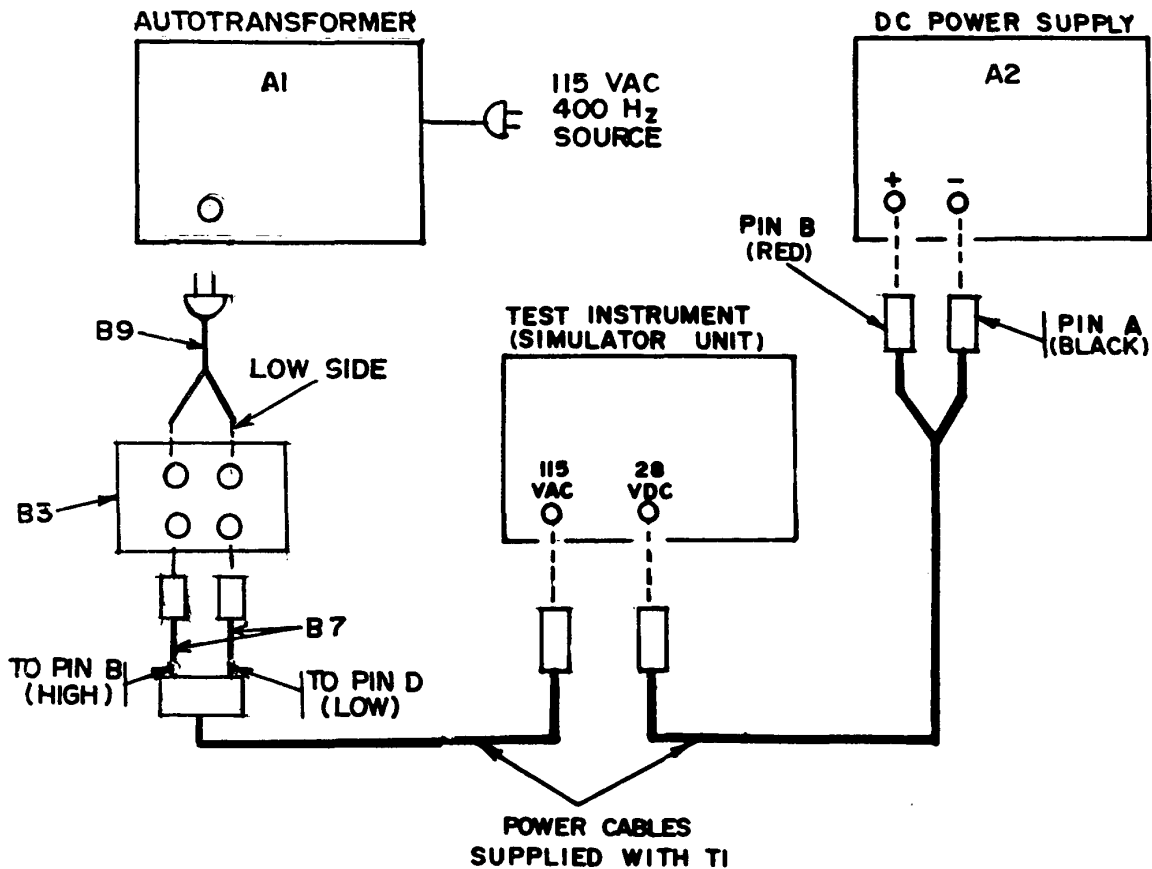 AUTOTRANSFORMER
A1
115 VAC
400 Hz
SOURCE
DC POWER SUPPLY
A2
+ −
PIN B
(RED)
PIN A
(BLACK)
B9
LOW SIDE
TEST INSTRUMENT
(SIMULATOR UNIT)
115
VAC
28
VDC
B3
B7
TO PIN B
(HIGH)
TO PIN D
(LOW)
POWER CABLES
SUPPLIED WITH TI